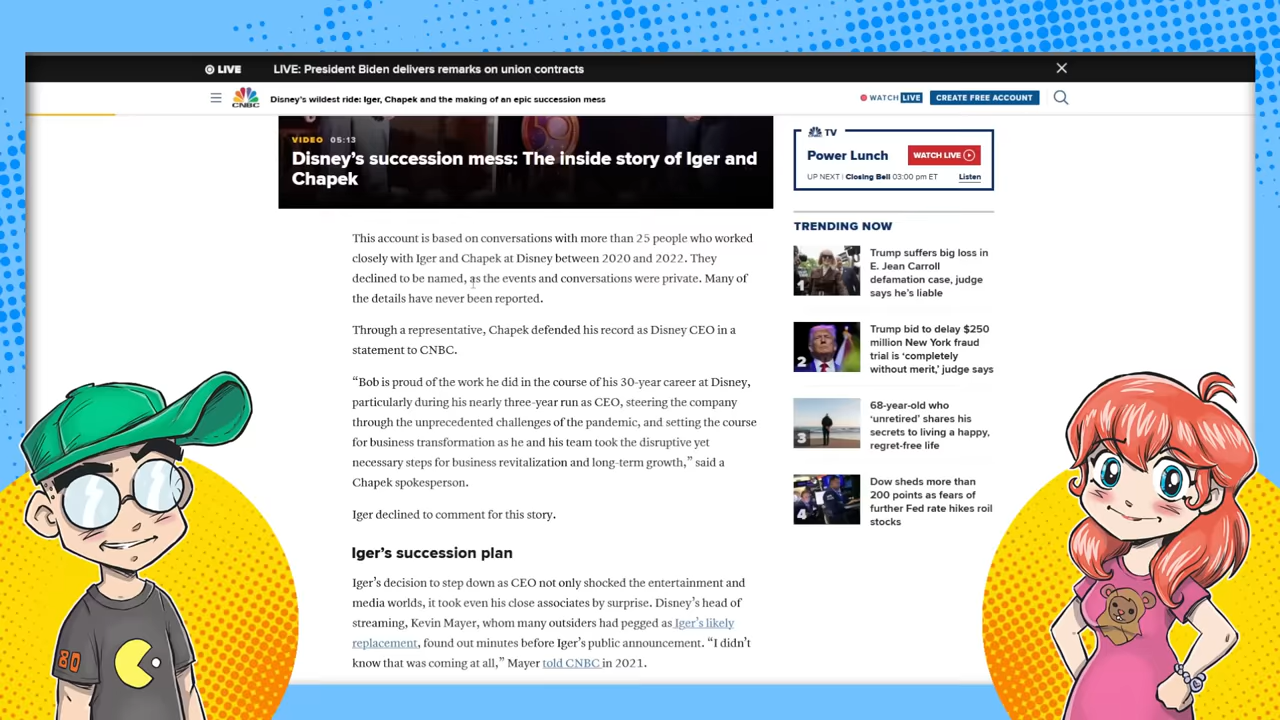 LIVE
LIVE: President Biden delivers remarks on union contracts
CNBC
Disney's wildest ride: Iger, Chapek and the making of an epic succession mess
WATCH LIVE
CREATE FREE ACCOUNT
VIDEO 05:13
Disney's succession mess: The inside story of Iger and
Chapek
This account is based on conversations with more than 25 people who worked
closely with Iger and Chapek at Disney between 2020 and 2022. They
declined to be named, as the events and conversations were private. Many of
the details have never been reported.
Through a representative, Chapek defended his record as Disney CEO in a
statement to CNBC.
“Bob is proud of the work he did in the course of his 30-year career at Disney,
particularly during his nearly three-year run as CEO, steering the company
through the unprecedented challenges of the pandemic, and setting the course
for business transformation as he and his team took the disruptive yet
necessary steps for business revitalization and long-term growth,” said a
Chapek spokesperson.
Iger declined to comment for this story.
Iger's succession plan
Iger's decision to step down as CEO not only shocked the entertainment and
media worlds, it took even his close associates by surprise. Disney's head of
streaming, Kevin Mayer, whom many outsiders had pegged as Iger's likely
replacement, found out minutes before Iger's public announcement. “I didn't
know that was coming at all,” Mayer told CNBC in 2021.
TV
Power Lunch
WATCH LIVE
UP NEXT | Closing Bell 03:00 pm ET
Listen
TRENDING NOW
1
Trump suffers big loss in
E. Jean Carroll
defamation case, judge
says he's liable
2
Trump bid to delay $250
million New York fraud
trial is ‘completely
without merit,’ judge says
3
68-year-old who
‘unretired’ shares his
secrets to living a happy,
regret-free life
4
Dow sheds more than
200 points as fears of
further Fed rate hikes roil
stocks
80